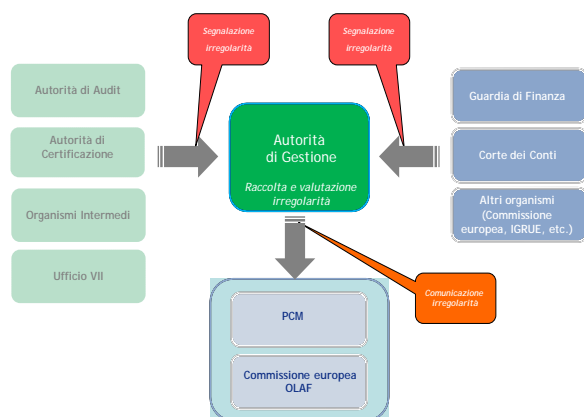 Segnalazione
irregolarità
Segnalazione
irregolarità
Autorità di Audit
Autorità di
Certificazione
Organismi Intermedi
Ufficio VII
Autorità
di Gestione
Raccolta e valutazione
irregolarità
Guardia di Finanza
Corte dei Conti
Altri organismi
(Commissione
europea, IGRUE, etc.)
Comunicazione
irregolarità
PCM
Commissione europea
OLAF